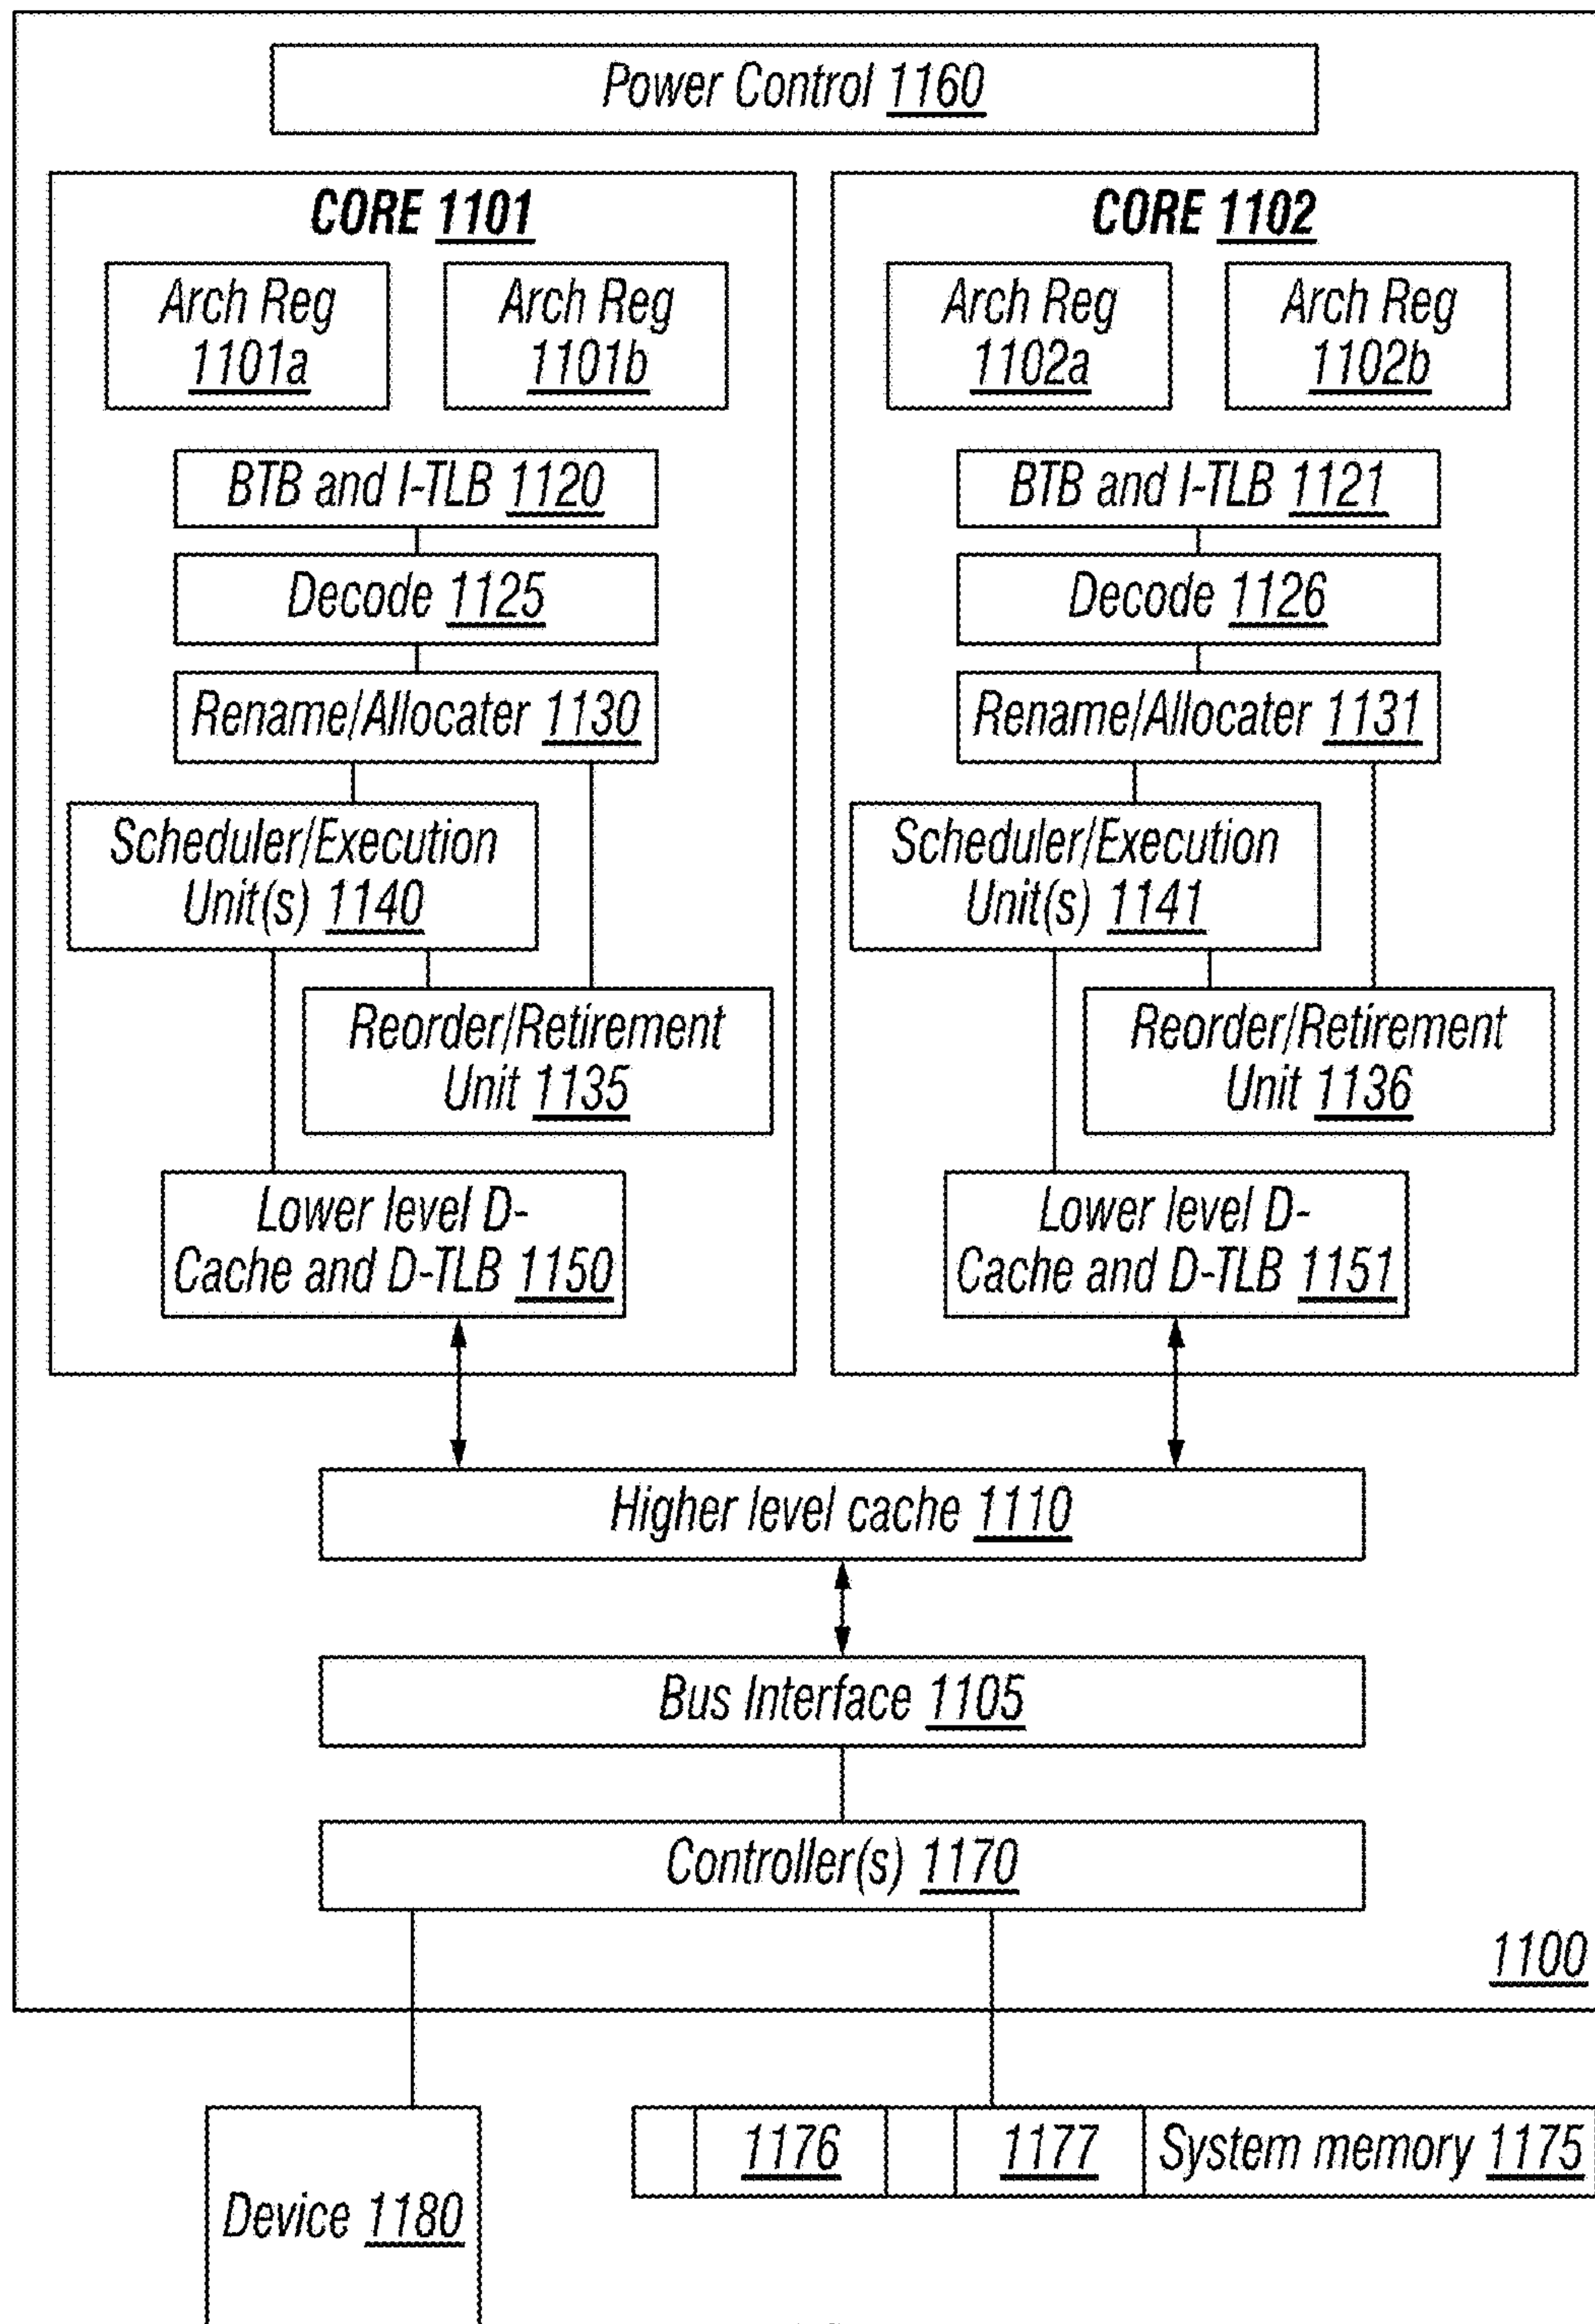 Power Control 1160
CORE 1101
Arch Reg
1101a
Arch Reg
1101b
BTB and I-TLB 1120
Decode 1125
Rename/Allocater 1130
Scheduler/Execution
Unit(s) 1140
Reorder/Retirement
Unit 1135
Lower level D-
Cache and D-TLB 1150
CORE 1102
Arch Reg
1102a
Arch Reg
1102b
BTB and I-TLB 1121
Decode 1126
Rename/Allocater 1131
Scheduler/Execution
Unit(s) 1141
Reorder/Retirement
Unit 1136
Lower level D-
Cache and D-TLB 1151
Higher level cache 1110
Bus Interface 1105
Controller(s) 1170
1100
Device 1180
1176
1177
System memory 1175